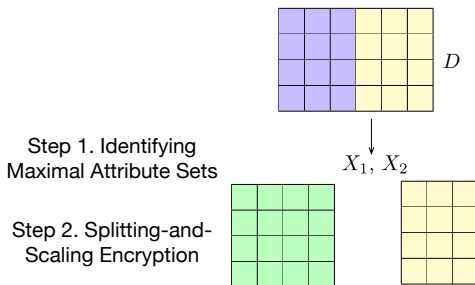 D
Step 1. Identifying
Maximal Attribute Sets
X₁, X₂
Step 2. Splitting-and-
Scaling Encryption